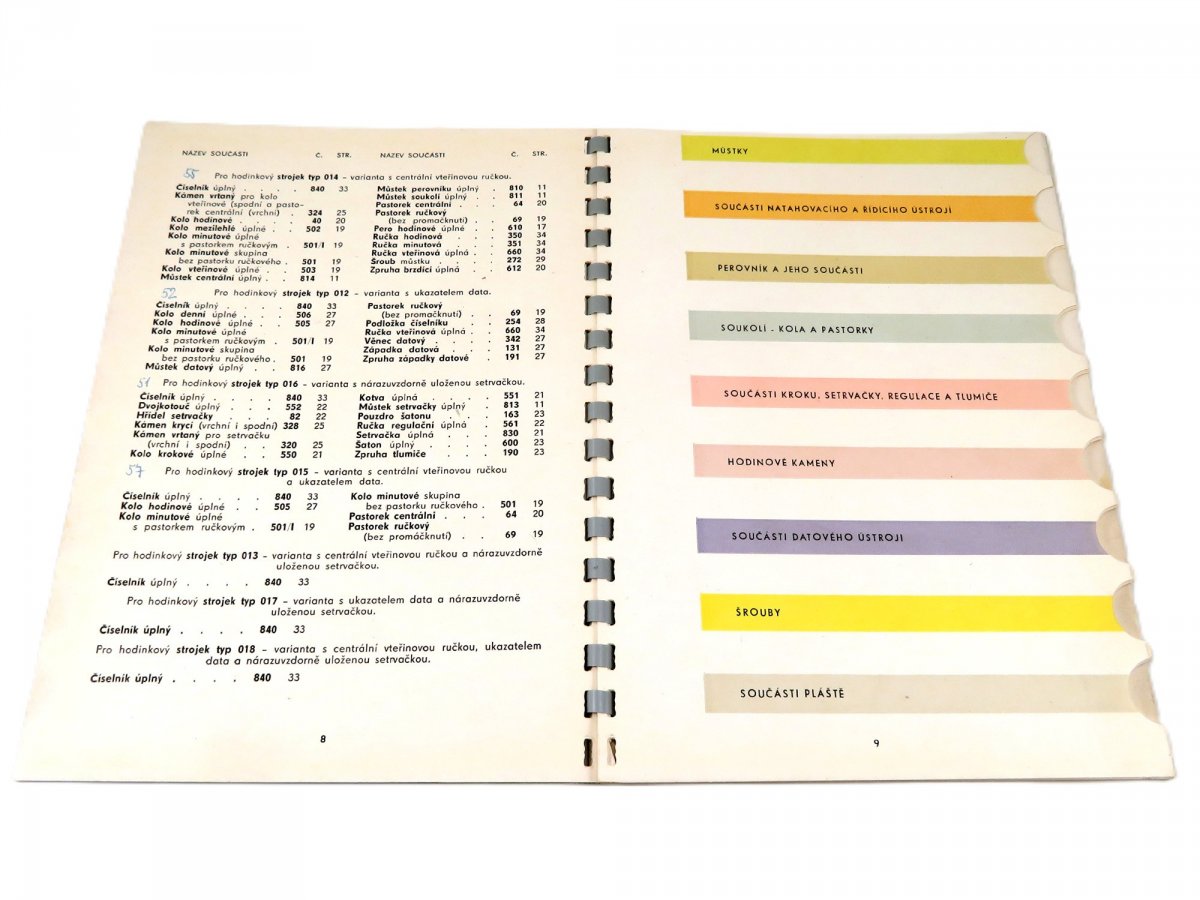 NÁZEV SOUČÁSTI Č. STR. NÁZEV SOUČÁSTI Č. STR.
55 Pro hodinkový strojek typ 014 – varianta s centrální vteřinovou ručkou.
Číselník úplný . . . . 840 33
Kámen vrtaný pro kolo
vteřinové (spodní a pasto-
rek centrální (vrchní) . 324 25
Kolo hodinové . . . . 40 20
Kolo mezilehlé úplné . . 502 19
Kolo minutové úplné
s pastorkem ručkovým . 501/I 19
Kolo minutové skupina
bez pastorku ručkového . 501 19
Kolo vteřinové úplné . . 503 19
Můstek centrální úplný . . 814 11
Můstek perovníku úplný . 810 11
Můstek soukolí úplný . . 811 11
Pastorek centrální . . . 64 20
Pastorek ručkový
(bez promačknutí) . . 69 19
Pero hodinové úplné . . 610 17
Ručka hodinová . . . 350 34
Ručka minutová . . . 351 34
Ručka vteřinová úplná . . 660 34
Šroub můstku . . . . 272 29
Zpruha brzdící úplná . . 612 20
52 Pro hodinkový strojek typ 012 – varianta s ukazatelem data.
Číselník úplný . . . . 840 33
Kolo denní úplné . . . 506 27
Kolo hodinové úplné . . 505 27
Kolo minutové úplné
s pastorkem ručkovým . 501/I 19
Kolo minutové skupina
bez pastorku ručkového . 501 19
Můstek datový úplný . . 816 27
Pastorek ručkový
(bez promačknutí) . . 69 19
Podložka číselníku . . 254 28
Ručka vteřinová úplná . . 660 34
Věnec datový . . . . 342 27
Západka datová . . . 131 27
Zpruha západky datové . 191 27
51 Pro hodinkový strojek typ 016 – varianta s nárazuvzdorně uloženou setrvačkou.
Číselník úplný . . . . 840 33
Dvojkotouč úplný . . . 552 22
Hřídel setrvačky . . . 82 22
Kámen krycí (vrchní i spodní) 328 25
Kámen vrtaný pro setrvačku
(vrchní i spodní) . . . 320 25
Kolo krokové úplné . . 550 21
Kotva úplná . . . . 551 21
Můstek setrvačky úplný . 813 11
Pouzdro šatonu . . . 163 23
Ručka regulační úplná . 561 22
Setrvačka úplná . . . 830 21
Šaton úplný . . . . 600 23
Zpruha tlumiče . . . 190 23
57 Pro hodinkový strojek typ 015 – varianta s centrální vteřinovou ručkou
a ukazatelem data.
Číselník úplný . . . . 840 33
Kolo hodinové úplné . . 505 27
Kolo minutové úplné
s pastorkem ručkovým . 501/I 19
Kolo minutové skupina
bez pastorku ručkového . 501 19
Pastorek centrální . . . 64 20
Pastorek ručkový
(bez promáčknutí) . . 69 19
Pro hodinkový strojek typ 013 – varianta s centrální vteřinovou ručkou a nárazuvzdorně
uloženou setrvačkou.
Číselník úplný . . . . 840 33
Pro hodinkový strojek typ 017 – varianta s ukazatelem data a nárazuvzdorně
uloženou setrvačkou.
Číselník úplný . . . . 840 33
Pro hodinkový strojek typ 018 – varianta s centrální vteřinovou ručkou, ukazatelem
data a nárazuvzdorně uloženou setrvačkou.
Číselník úplný . . . . 840 33
8
MŮSTKY
SOUČÁSTI NATAHOVACÍHO A ŘÍDÍCÍHO ÚSTROJÍ
PEROVNÍK A JEHO SOUČÁSTI
SOUKOLÍ - KOLA A PASTORKY
SOUČÁSTI KROKU, SETRVAČKY, REGULACE A TLUMIČE
HODINOVÉ KAMENY
SOUČÁSTI DATOVÉHO ÚSTROJÍ
ŠROUBY
SOUČÁSTI PLÁŠTĚ
9